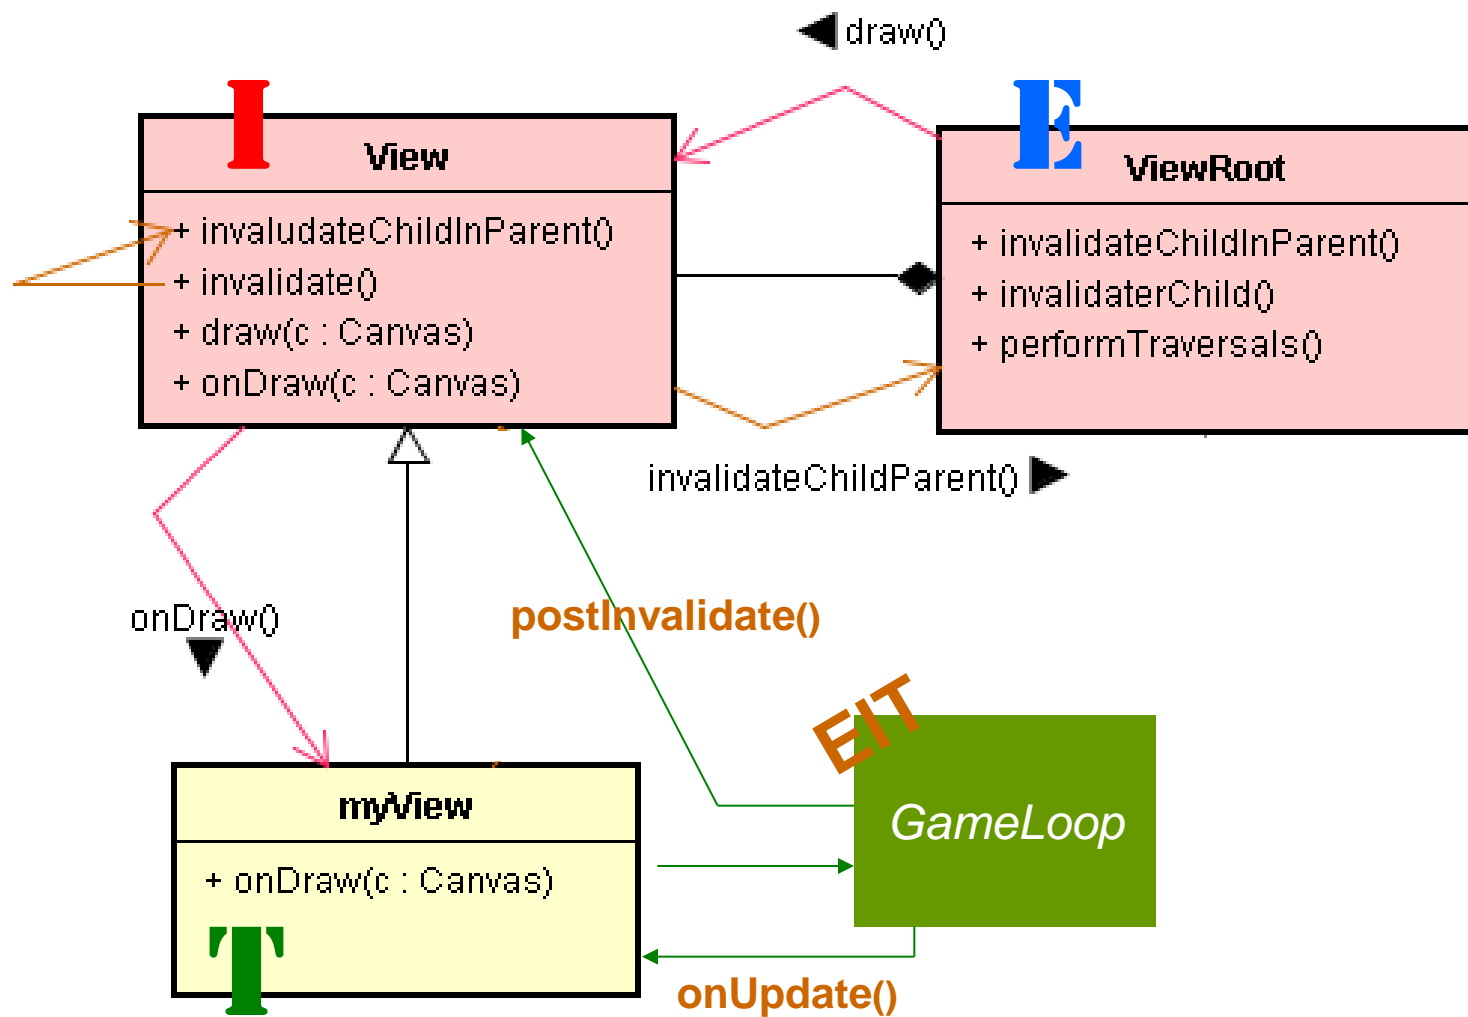 draw()
I
View
+ invaludateChildInParent()
+ invalidate()
+ draw(c : Canvas)
+ onDraw(c : Canvas)
E
ViewRoot
+ invalidateChildInParent()
+ invalidaterChild()
+ performTraversals()
invalidateChildParent()
onDraw()
postInvalidate()
EIT
GameLoop
myView
+ onDraw(c : Canvas)
T
onUpdate()